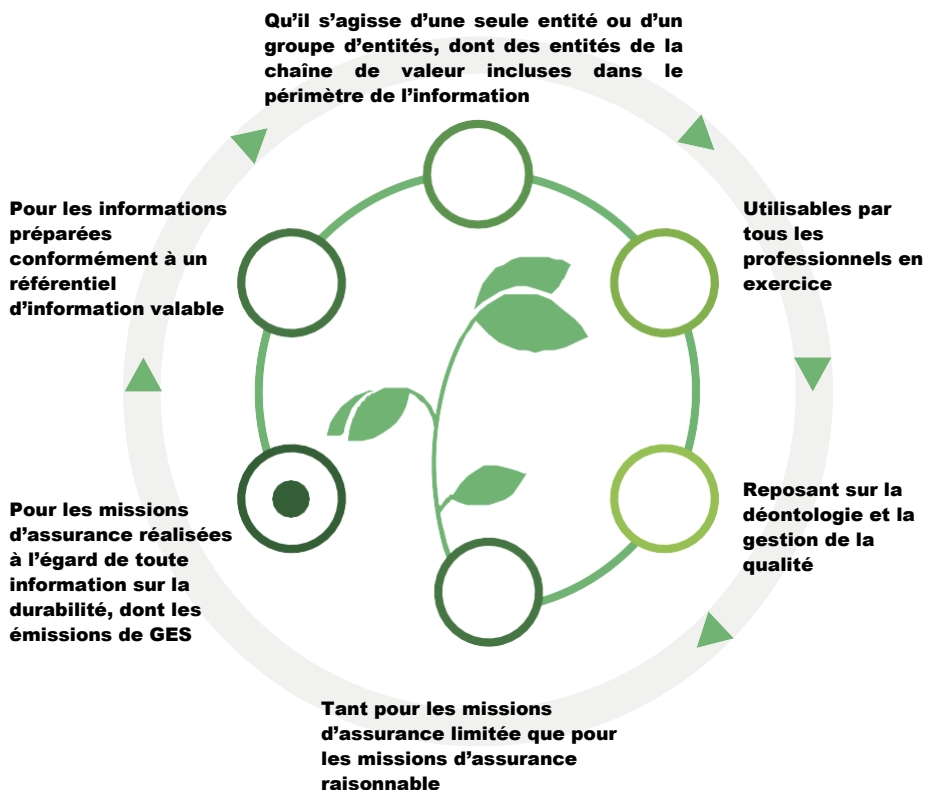 Qu’il s’agisse d’une seule entité ou d’un
groupe d’entités, dont des entités de la
chaîne de valeur incluses dans le
périmètre de l’information
Pour les informations
préparées
conformément à un
référentiel
d’information valable
Utilisables par
tous les
professionnels en
exercice
Pour les missions
d’assurance réalisées
à l’égard de toute
information sur la
durabilité, dont les
émissions de GES
Reposant sur la
déontologie et la
gestion de la
qualité
Tant pour les missions
d’assurance limitée que pour
les missions d’assurance
raisonnable